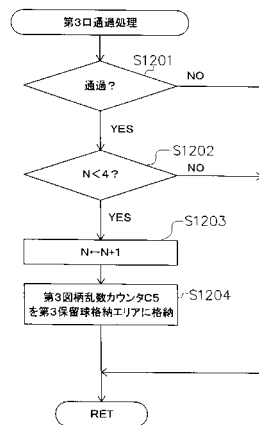 第3口通過処理
S1201
通過?
NO
YES
S1202
N<4?
NO
YES
S1203
N←N+1
S1204
第3図柄乱数カウンタC5
を第3保留球格納エリアに格納
RET